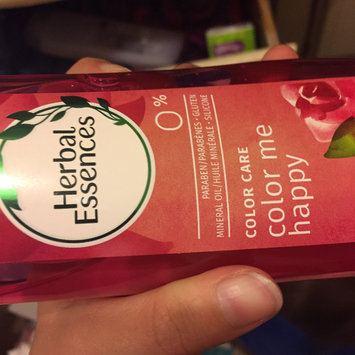 Herbal
Essences
0%
PARABEN/PARABÈNES · GLUTEN
MINERAL OIL/HUILE MINÉRALE · SILICONE
COLOR CARE
color me
happy